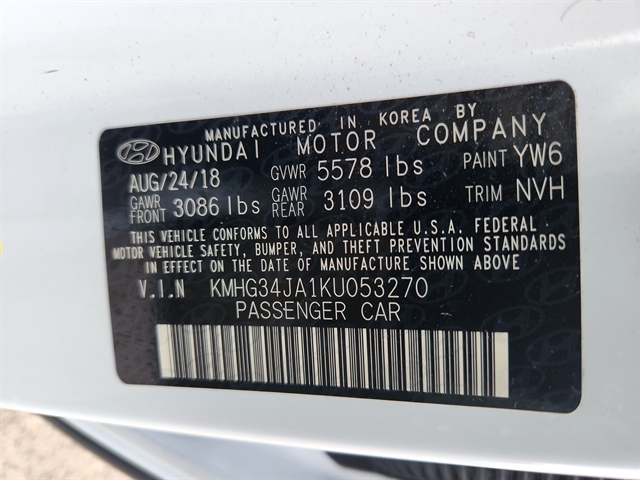 MANUFACTURED IN KOREA BY
HYUNDAI MOTOR COMPANY
AUG/24/18 GVWR 5578 lbs PAINT YW6
GAWR FRONT 3086 lbs GAWR REAR 3109 lbs TRIM NVH
THIS VEHICLE CONFORMS TO ALL APPLICABLE U.S.A. FEDERAL
MOTOR VEHICLE SAFETY, BUMPER, AND THEFT PREVENTION STANDARDS
IN EFFECT ON THE DATE OF MANUFACTURE SHOWN ABOVE
V.I.N KMHG34JA1KU053270
PASSENGER CAR